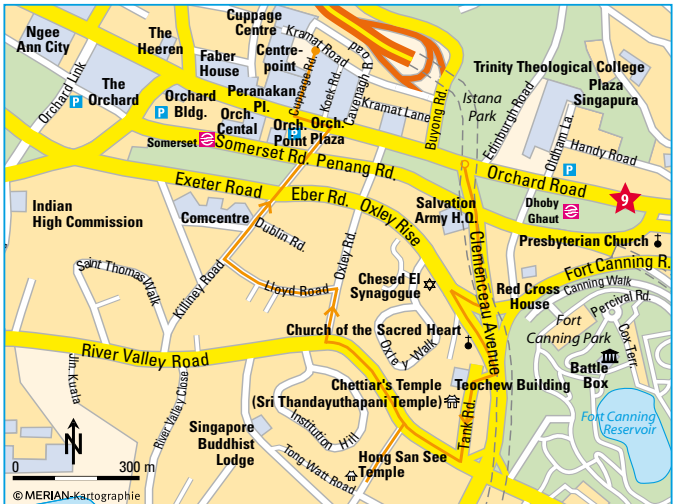 Ngee
Ann City
The
Heeren
Cuppage
Centre
Faber
House
Centre-
point
Kramat Road
Peranakan
Pl.
Cuppage Rd.
Koek Rd.
Cavenagh R
oad
Kramat Lane
Buyong Rd.
Istana
Park
Trinity Theological College
Plaza
Singapura
Edinburgh Road
Oldham La.
Handy Road
Orchard Link
P
The
Orchard
P
Orchard
Bldg.
Orch.
Cental
P
Orch.
Point
Orch.
Plaza
P
Somerset
Somerset Rd.
Penang Rd.
Orchard Road
Dhoby
Ghaut
9
Exeter Road
Eber Rd.
Oxley Rise
Salvation
Army H.Q.
Presbyterian Church
Indian
High Commission
Comcentre
Dublin Rd.
Oxley Rd.
Clemenceau Avenue
Fort Canning R.
Saint Thomas Walk
Killiney Road
Lloyd Road
Chesed El
Synagogue
Red Cross
House
Canning Walk
Percival Rd.
Fort
Canning Park
Cox Terr.
Church of the Sacred Heart
Oxley Walk
River Valley Road
Battle
Box
Jln. Kuala
River Valley Close
Chettiar's Temple
(Sri Thandayuthapani Temple)
Teochew Building
Tank Rd.
Fort Canning
Reservoir
Institution Hill
Singapore
Buddhist
Lodge
Tong Watt Road
Hong San See
Temple
N
0 300 m
© MERIAN-Kartographie